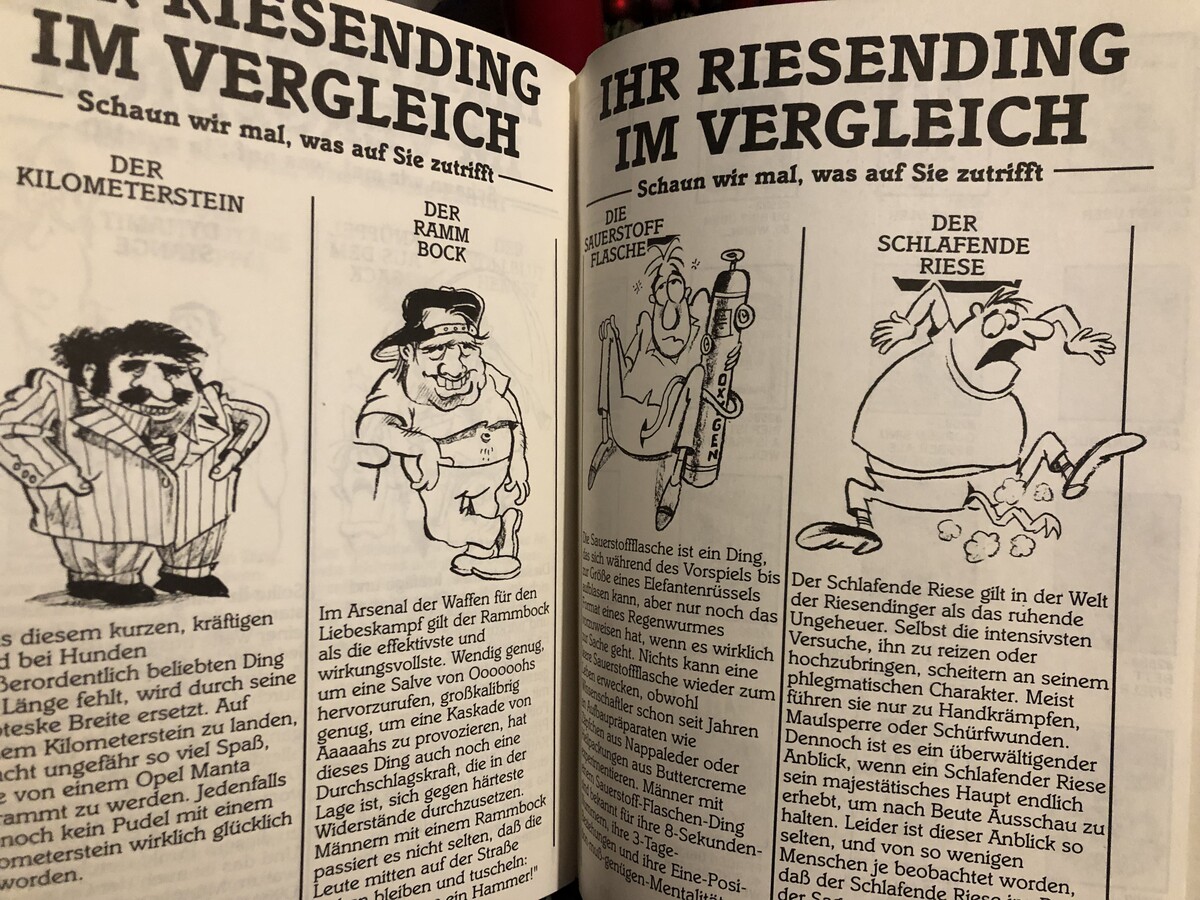 RIESENDING
IM VERGLEICH
Schaun wir mal, was auf Sie zutrifft
DER
KILOMETERSTEIN
diesem kurzen, kräftigen
bei Hunden
beliebten Ding
Länge fehlt, wird durch seine
Breite ersetzt. Auf
Kilometerstein zu landen,
ungefähr so viel Spaß,
von einem Opel Manta
zu werden. Jedenfalls
noch kein Pudel mit einem
wirklich glücklich
worden.
DER
RAMM
BOCK
Im Arsenal der Waffen für den
Liebeskampf gilt der Rammbock
als die effektivste und
wirkungsvollste. Wendig genug,
um eine Salve von Ooooohs
hervorzurufen, großkalibrig
genug, um eine Kaskade von
Aaaaahs zu provozieren, hat
dieses Ding auch noch eine
Durchschlagskraft, die in der
Lage ist, sich gegen härteste
Widerstände durchzusetzen.
Männern mit einem Rammbock
passiert es nicht selten, daß die
Leute mitten auf der Straße
bleiben und tuscheln:
ein Hammer!"
IHR RIESENDING
IM VERGLEICH
Schaun wir mal, was auf Sie zutrifft
DIE
SAUERSTOFF
FLASCHE
OXYGEN
Die Sauerstoffflasche ist ein Ding,
das sich während des Vorspiels bis
zur Größe eines Elefantenrüssels
aufblasen kann, aber nur noch das
Format eines Regenwurmes
vorzuweisen hat, wenn es wirklich
zur Sache geht. Nichts kann eine
Sauerstoffflasche wieder zum
Leben erwecken, obwohl
Wissenschaftler schon seit Jahren
Aufbaupräparaten wie
aus Nappaleder oder
aus Buttercreme
experimentieren. Männer mit
Sauerstoff-Flaschen-Ding
bekannt für ihre 8-Sekunden-
ihre 3-Tage-
und ihre Eine-Posi-
DER
SCHLAFENDE
RIESE
Der Schlafende Riese gilt in der Welt
der Riesendinger als das ruhende
Ungeheuer. Selbst die intensivsten
Versuche, ihn zu reizen oder
hochzubringen, scheitern an seinem
phlegmatischen Charakter. Meist
führen sie nur zu Handkrämpfen,
Maulsperre oder Schürfwunden.
Dennoch ist es ein überwältigender
Anblick, wenn ein Schlafender Riese
sein majestätisches Haupt endlich
erhebt, um nach Beute Ausschau zu
halten. Leider ist dieser Anblick so
selten, und von so wenigen
Menschen je beobachtet worden,
daß der Schlafende Riese